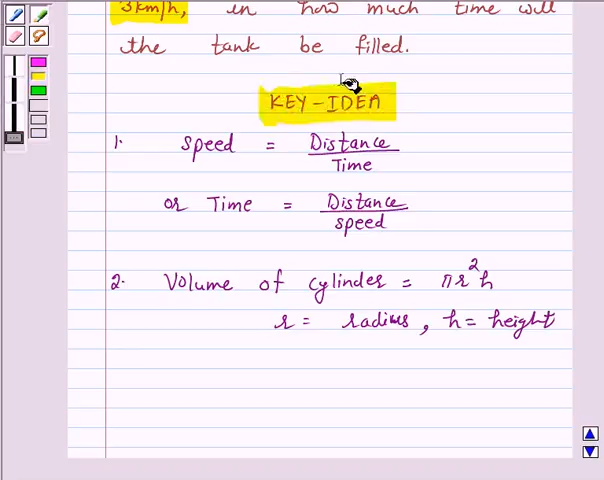 3km/h, in how much time will
the tank be filled.
KEY-IDEA
1. Speed = Distance / Time
or Time = Distance / speed
2. Volume of cylinder = πr²h
r = radius, h = height